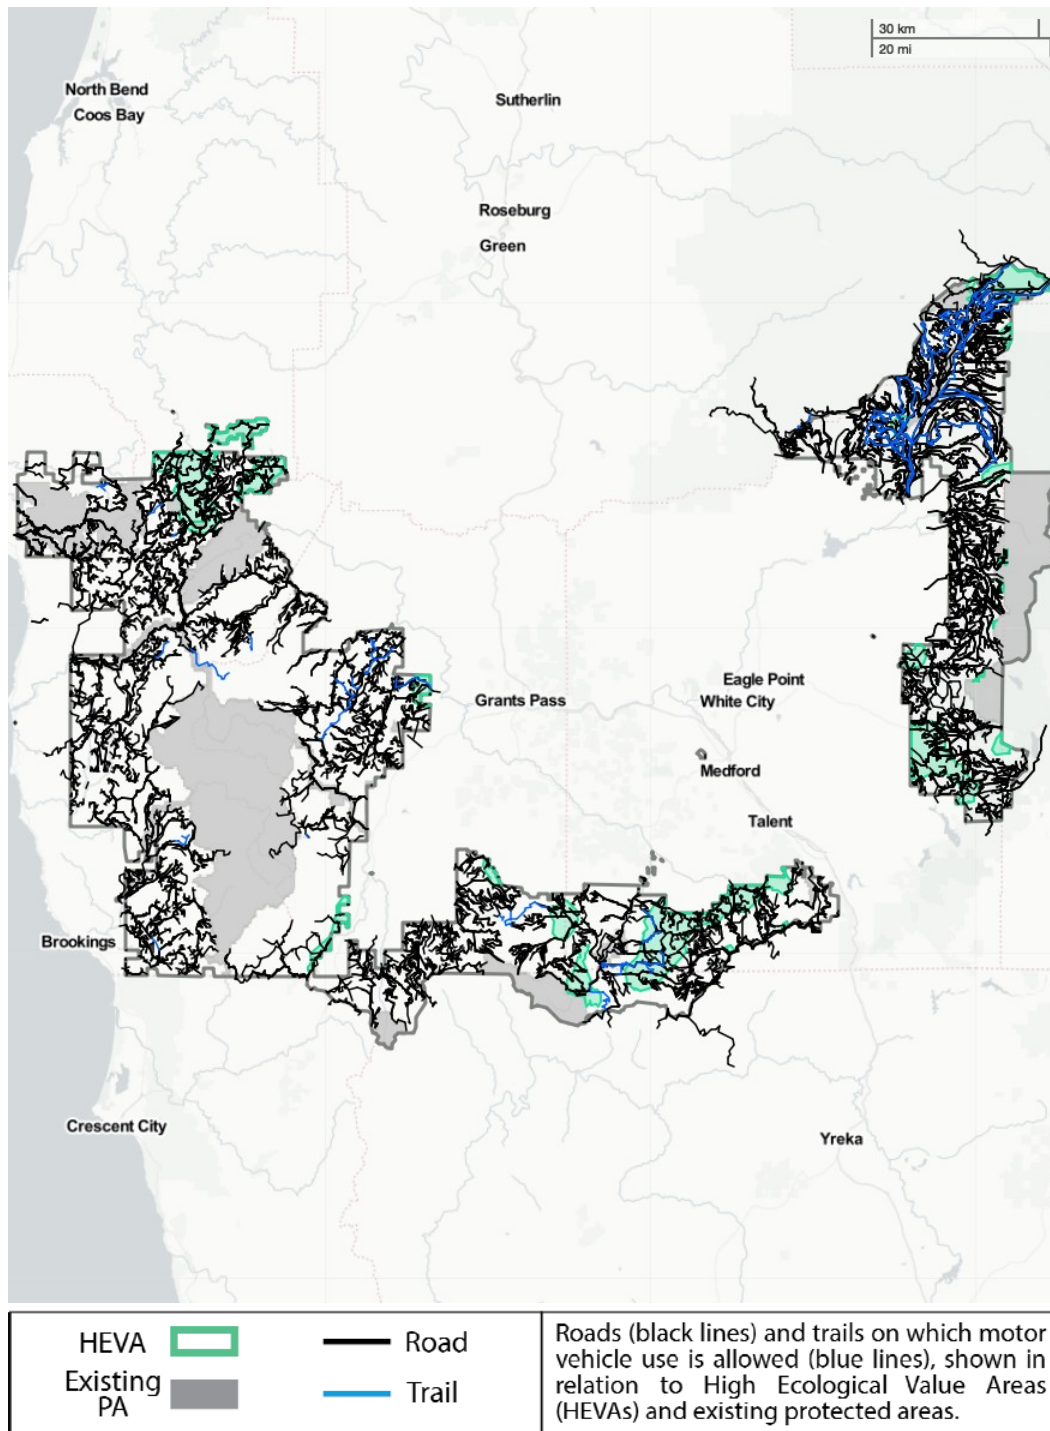 30 km
20 mi
North Bend
Coos Bay
Sutherlin
Roseburg
Green
Eagle Point
Grants Pass
White City
Medford
Talent
Brookings
Crescent City
Yreka
HEVA
Road
Existing
PA
Trail
Roads (black lines) and trails on which motor
vehicle use is allowed (blue lines), shown in
relation to High Ecological Value Areas
(HEVAs) and existing protected areas.